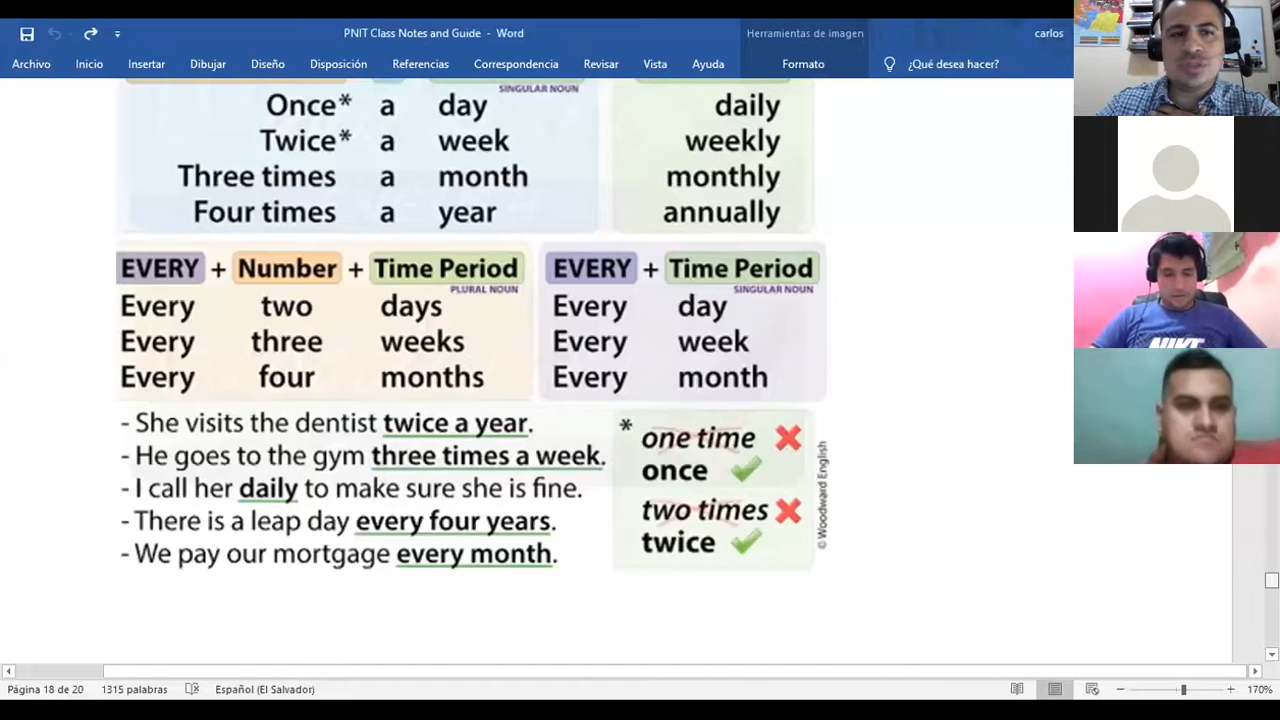 PNIT Class Notes and Guide - Word
Herramientas de imagen
carlos
Archivo Inicio Insertar Dibujar Diseño Disposición Referencias Correspondencia Revisar Vista Ayuda Formato ¿Qué desea hacer?
SINGULAR NOUN
Once* a day daily
Twice* a week weekly
Three times a month monthly
Four times a year annually
EVERY + Number + Time Period
PLURAL NOUN
Every two days
Every three weeks
Every four months
EVERY + Time Period
SINGULAR NOUN
Every day
Every week
Every month
- She visits the dentist twice a year.
- He goes to the gym three times a week.
- I call her daily to make sure she is fine.
- There is a leap day every four years.
- We pay our mortgage every month.
* one time
once
two times
twice
© Woodward English
NIKE
Página 18 de 20 1315 palabras Español (El Salvador) 170%